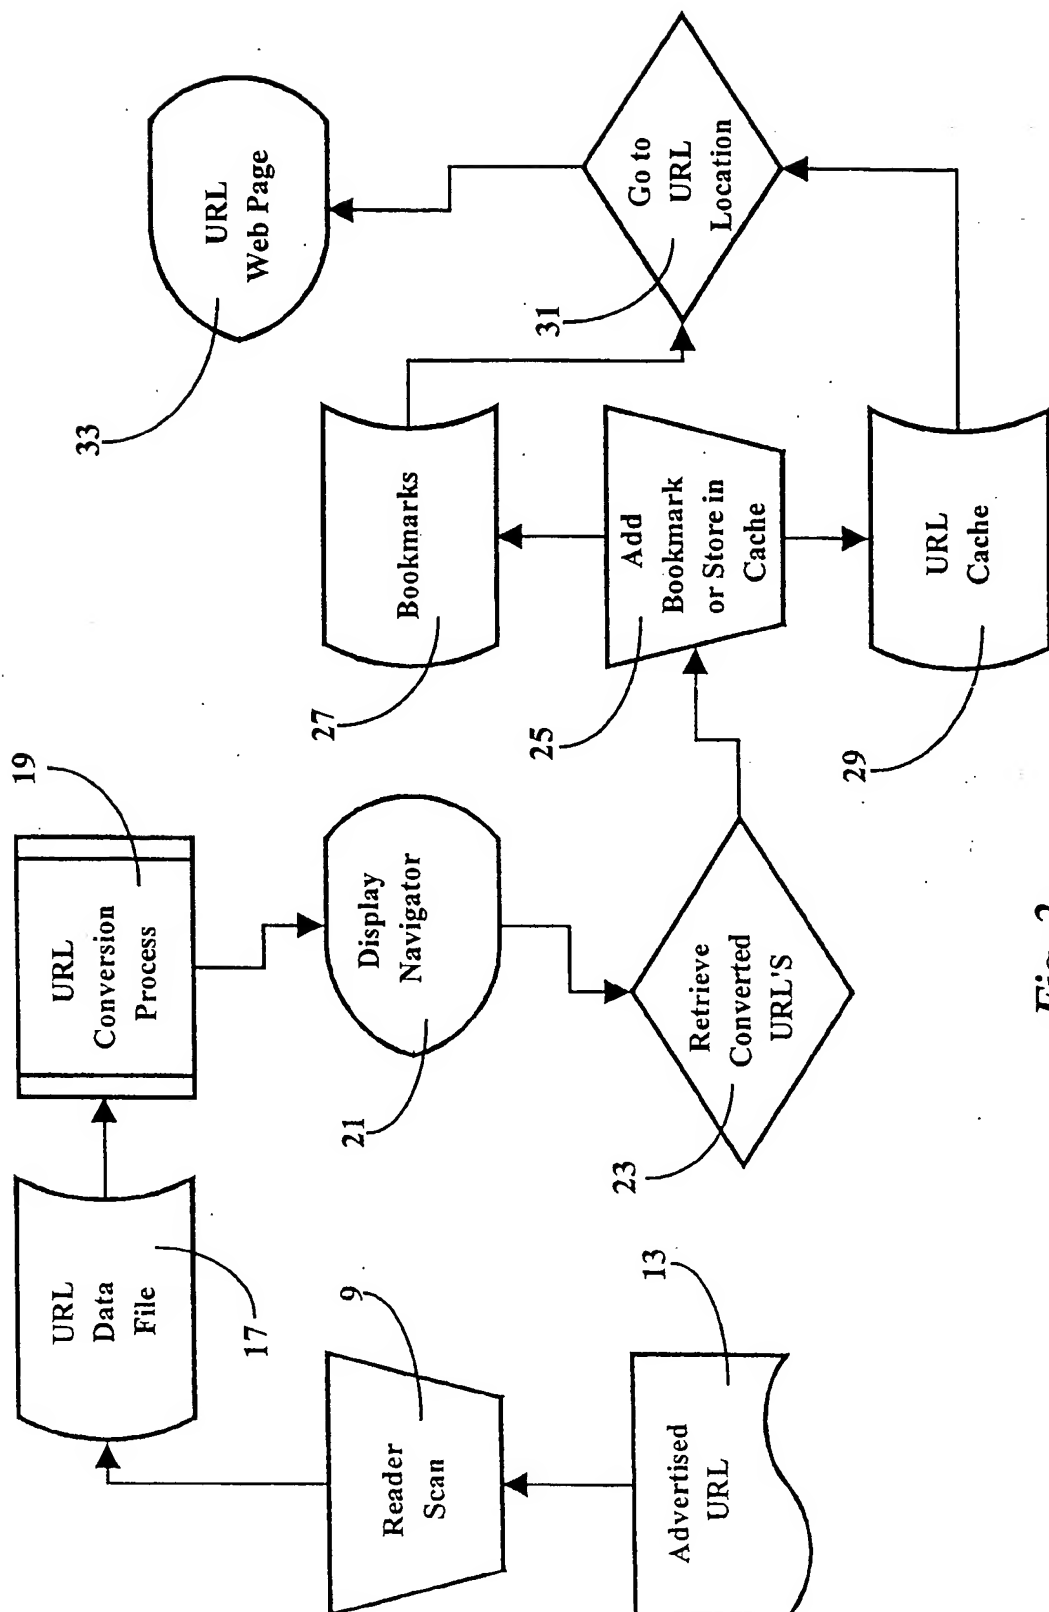 Advertised
URL
13
Reader
Scan
9
URL
Data
File
17
URL
Conversion
Process
19
Display
Navigator
21
Retrieve
Converted
URL'S
23
Add
Bookmark
or Store in
Cache
25
Bookmarks
27
URL
Cache
29
Go to
URL
Location
31
URL
Web Page
33